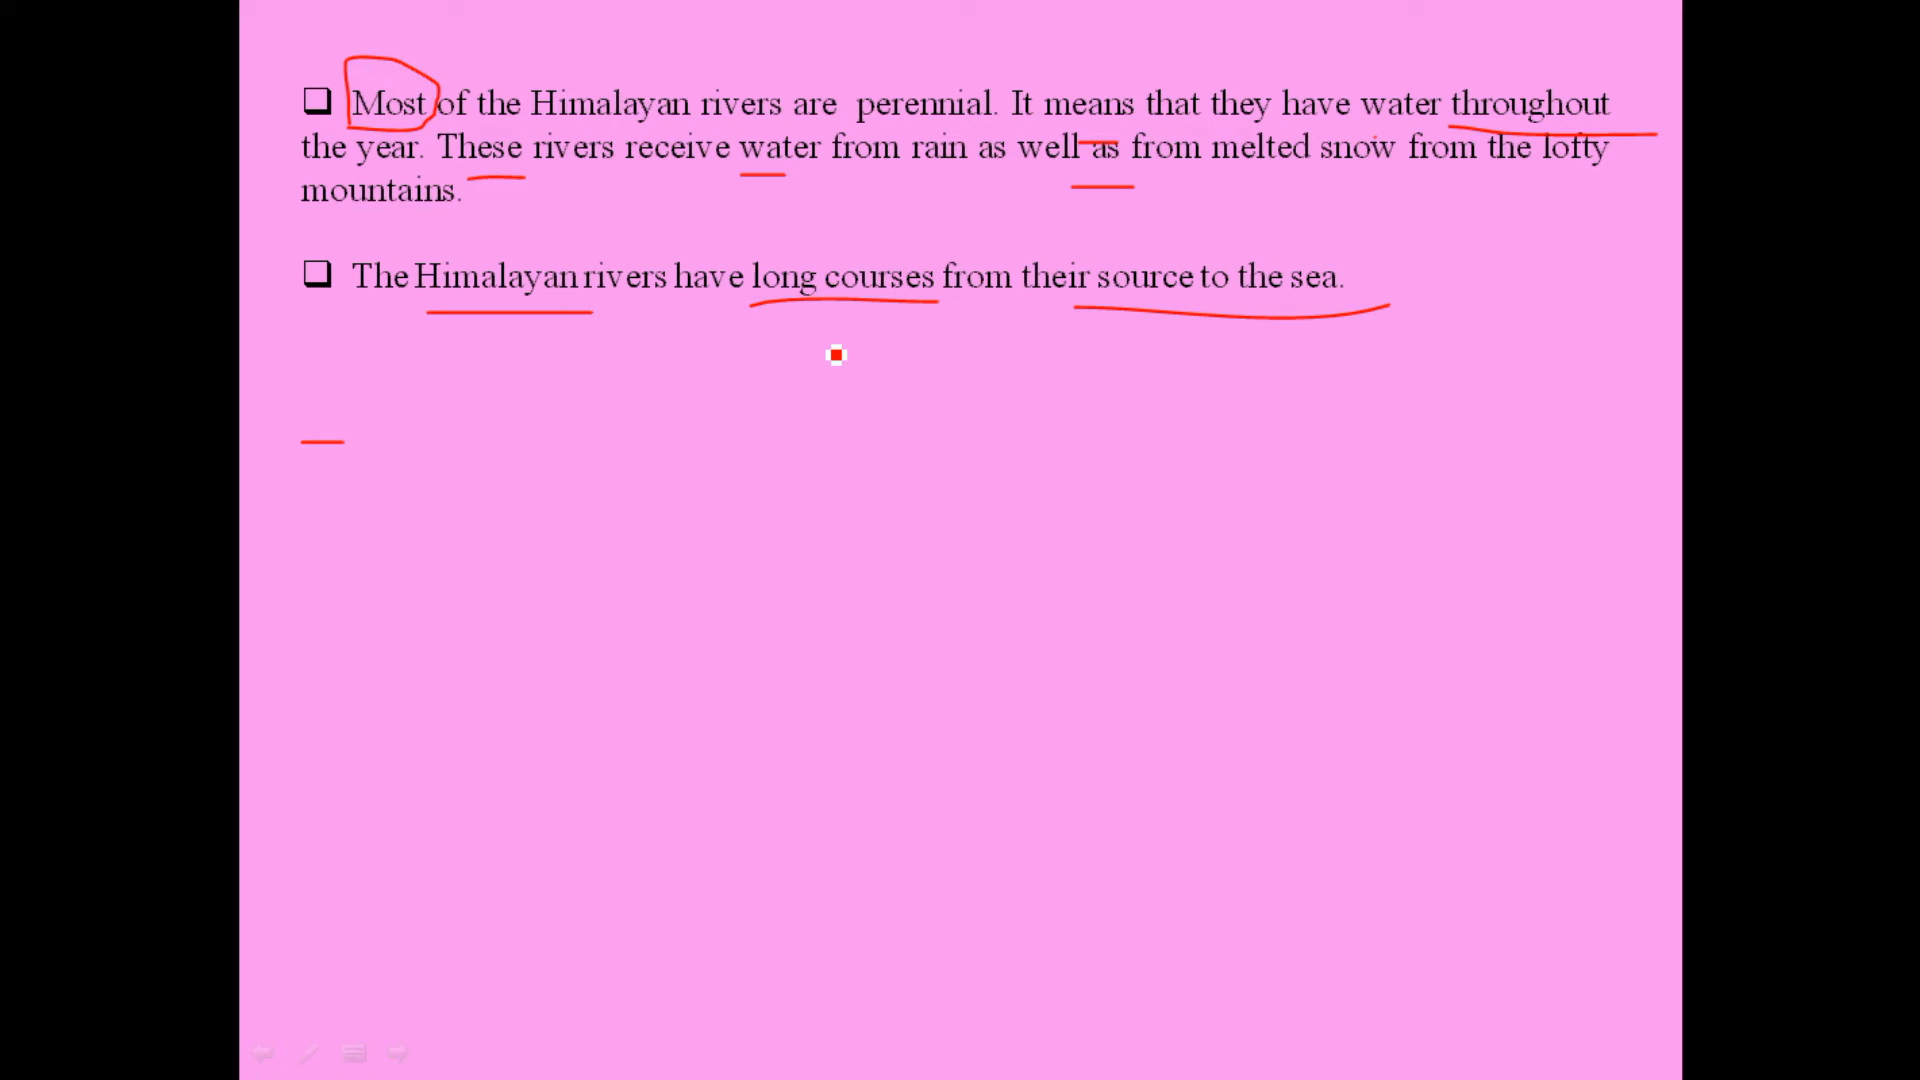 ❑ Most of the Himalayan rivers are perennial. It means that they have water throughout
the year. These rivers receive water from rain as well as from melted snow from the lofty
mountains.
❑ The Himalayan rivers have long courses from their source to the sea.